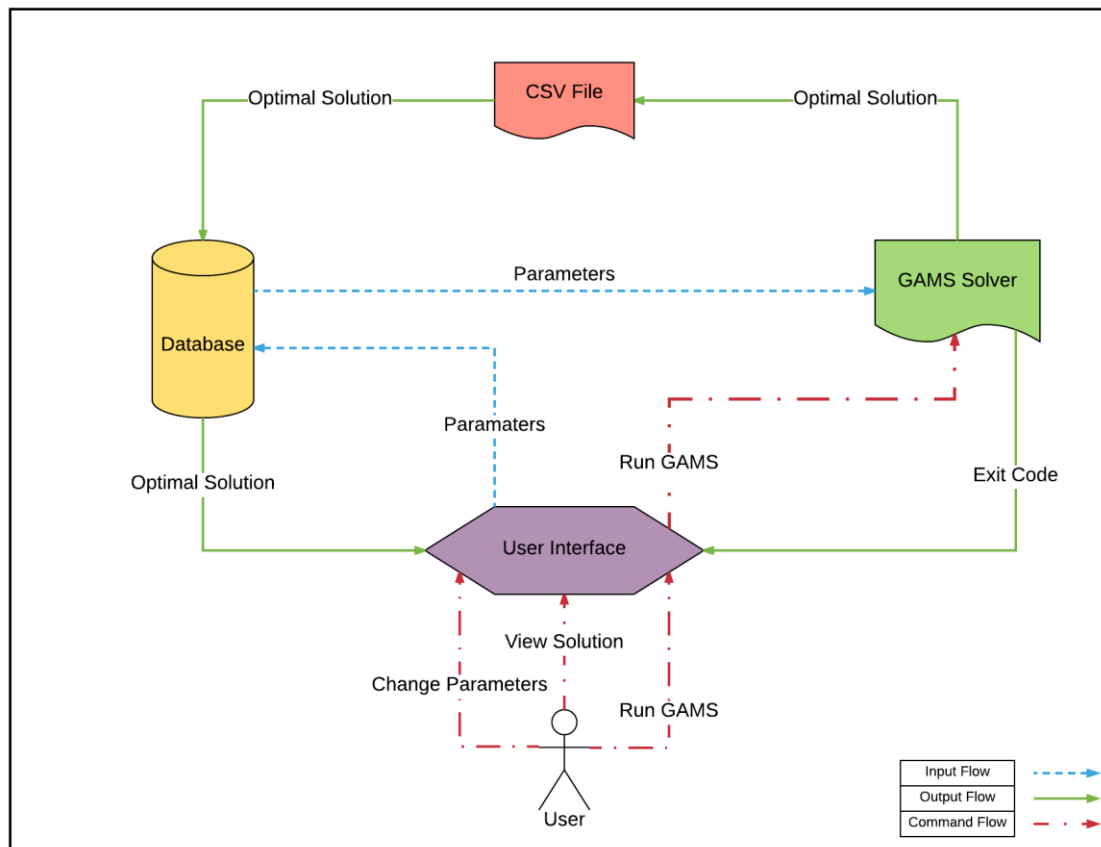 CSV File
Optimal Solution
Optimal Solution
Parameters
GAMS Solver
Database
Paramaters
Run GAMS
Optimal Solution
Exit Code
User Interface
View Solution
Change Parameters
Run GAMS
User
Input Flow
Output Flow
Command Flow